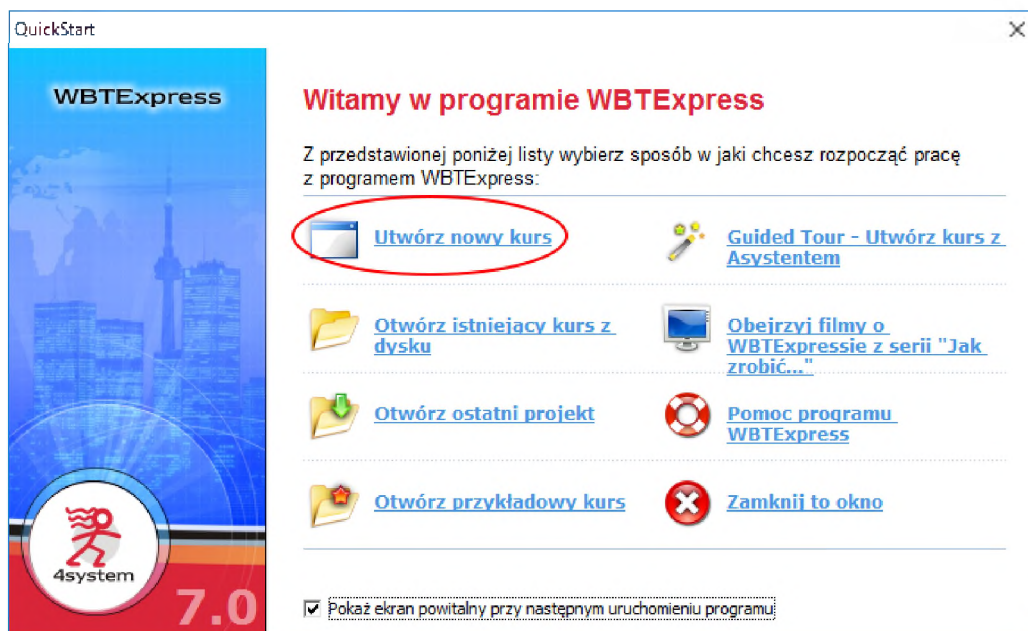 QuickStart
WBTExpress
Witamy w programie WBTExpress
Z przedstawionej poniżej listy wybierz sposób w jaki chcesz rozpocząć pracę
z programem WBTExpress:
Utwórz nowy kurs
Guided Tour - Utwórz kurs z
Asystentem
Otwórz istniejący kurs z
dysku
Obejrzyj filmy o
WBTExpressie z serii "Jak
zrobić..."
Otwórz ostatni projekt
Pomoc programu
WBTExpress
Otwórz przykładowy kurs
Zamknij to okno
4system
7.0
Pokaż ekran powitalny przy następnym uruchomieniu programu